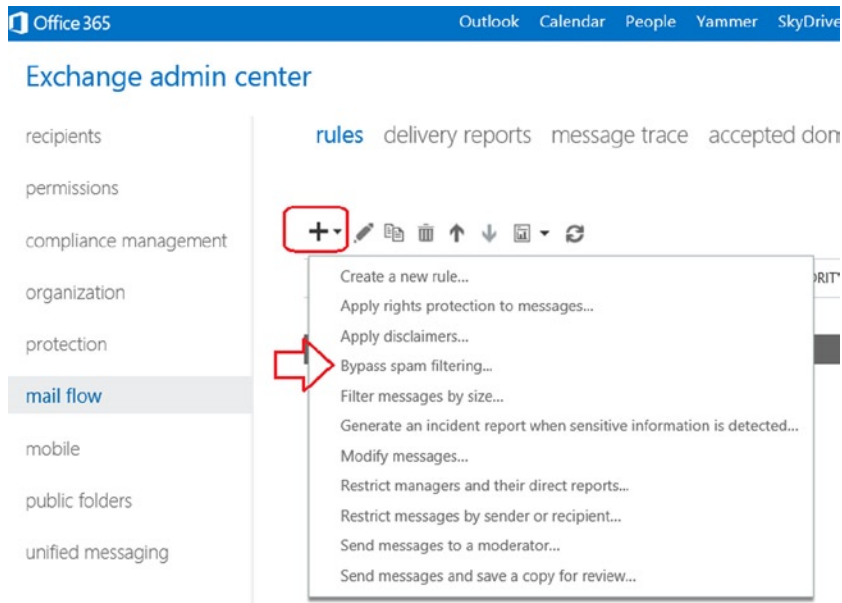 Office 365
Outlook Calendar People Yammer SkyDrive
Exchange admin center
recipients
permissions
compliance management
organization
protection
mail flow
mobile
public folders
unified messaging
rules delivery reports message trace accepted dom
Create a new rule...
Apply rights protection to messages...
Apply disclaimers...
Bypass spam filtering...
Filter messages by size...
Generate an incident report when sensitive information is detected...
Modify messages...
Restrict managers and their direct reports...
Restrict messages by sender or recipient...
Send messages to a moderator...
Send messages and save a copy for review...